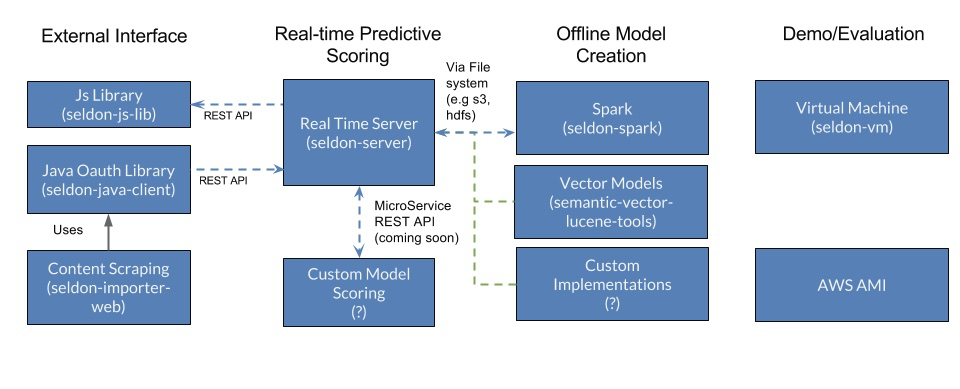 External Interface
Real-time Predictive
Scoring
Offline Model
Creation
Demo/Evaluation
Js Library
(seldon-js-lib)
REST API
Java Oauth Library
(seldon-java-client)
REST API
Uses
Content Scraping
(seldon-importer-
web)
Real Time Server
(seldon-server)
MicroService
REST API
(coming soon)
Custom Model
Scoring
(?)
Via File
system
(e.g s3,
hdfs)
Spark
(seldon-spark)
Vector Models
(semantic-vector-
lucene-tools)
Custom
Implementations
(?)
Virtual Machine
(seldon-vm)
AWS AMI